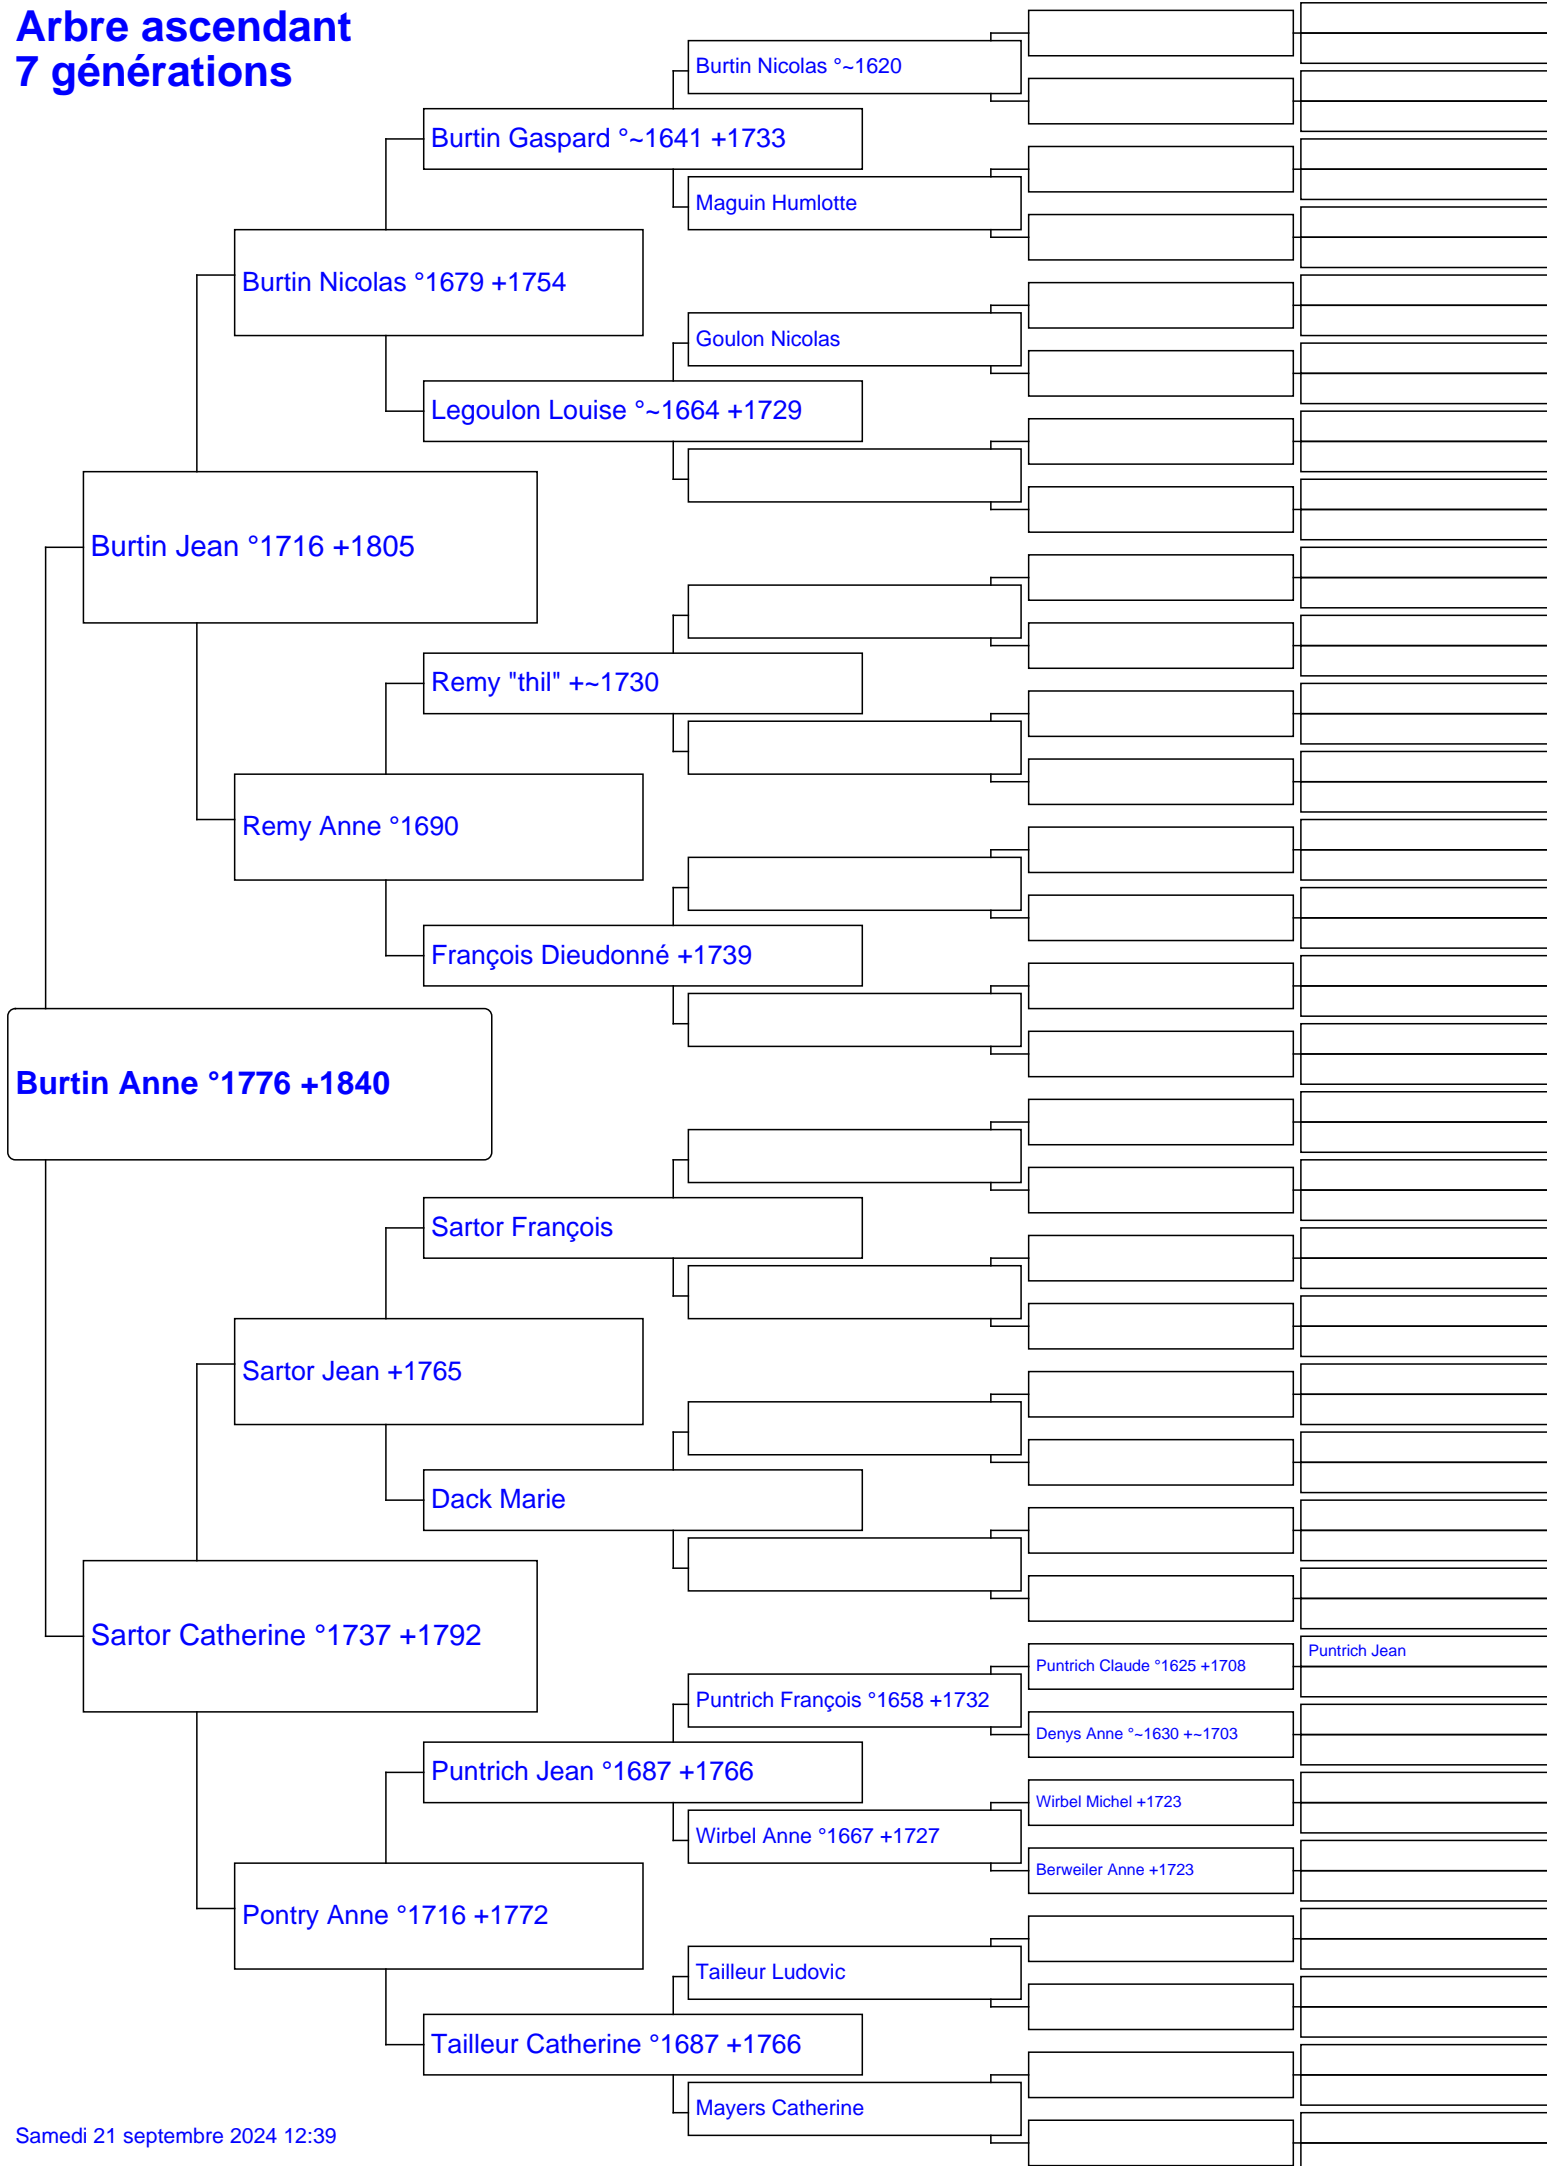 Arbre ascendant
7 générations
Burtin Nicolas °~1620
Burtin Gaspard °~1641 +1733
Maguin Humlotte
Burtin Nicolas °1679 +1754
Goulon Nicolas
Legoulon Louise °~1664 +1729
Burtin Jean °1716 +1805
Remy "thil" +~1730
Remy Anne °1690
François Dieudonné +1739
Burtin Anne °1776 +1840
Sartor François
Sartor Jean +1765
Dack Marie
Sartor Catherine °1737 +1792
Puntrich Jean
Puntrich Claude °1625 +1708
Puntrich François °1658 +1732
Denys Anne °~1630 +~1703
Puntrich Jean °1687 +1766
Wirbel Michel +1723
Wirbel Anne °1667 +1727
Berweiler Anne +1723
Pontry Anne °1716 +1772
Tailleur Ludovic
Tailleur Catherine °1687 +1766
Mayers Catherine
Samedi 21 septembre 2024 12:39